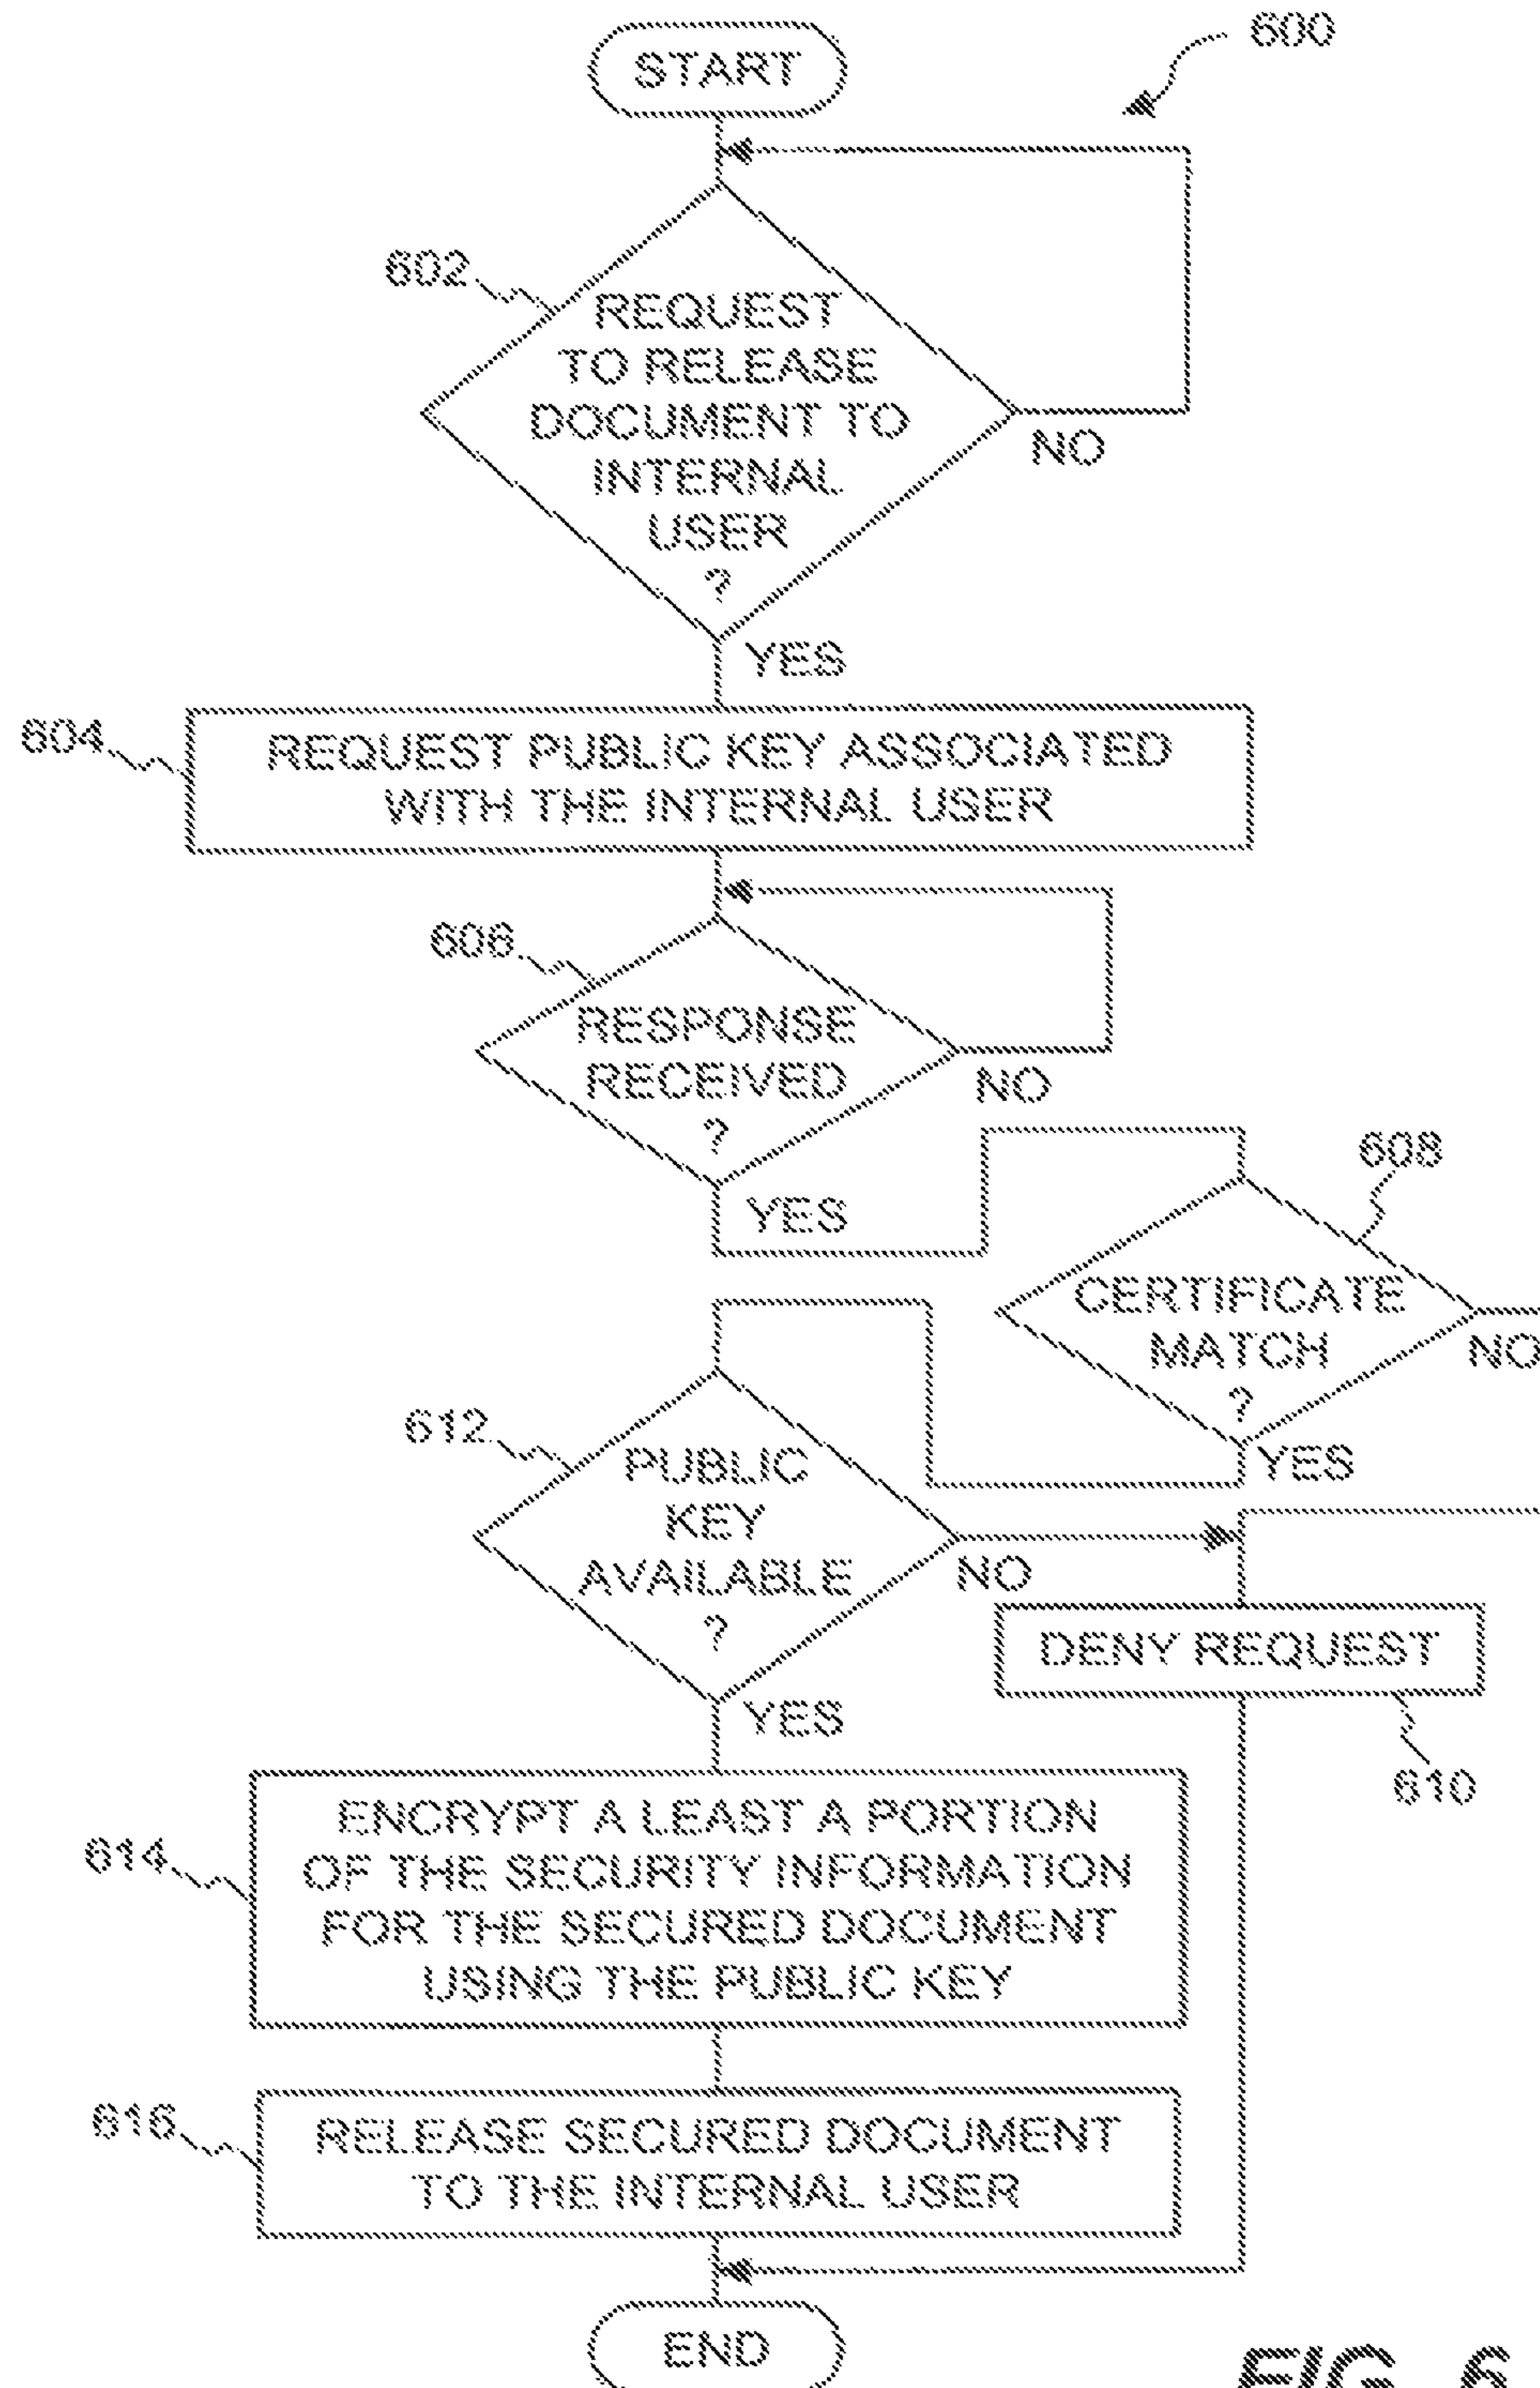 START
600
602
REQUEST
TO RELEASE
DOCUMENT TO
INTERNAL
USER
?
NO
YES
604
REQUEST PUBLIC KEY ASSOCIATED
WITH THE INTERNAL USER
606
RESPONSE
RECEIVED
?
NO
YES
608
CERTIFICATE
MATCH
?
NO
YES
612
PUBLIC
KEY
AVAILABLE
?
NO
YES
DENY REQUEST
610
614
ENCRYPT A LEAST A PORTION
OF THE SECURITY INFORMATION
FOR THE SECURED DOCUMENT
USING THE PUBLIC KEY
616
RELEASE SECURED DOCUMENT
TO THE INTERNAL USER
END
FIG. 6